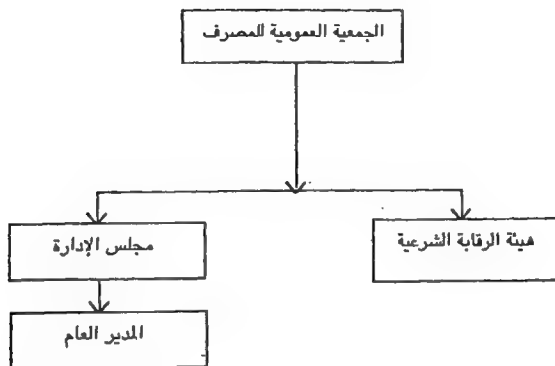 الجمعية العمومية للمصرف
هيئة الرقابة الشرعية
مجلس الإدارة
المدير العام